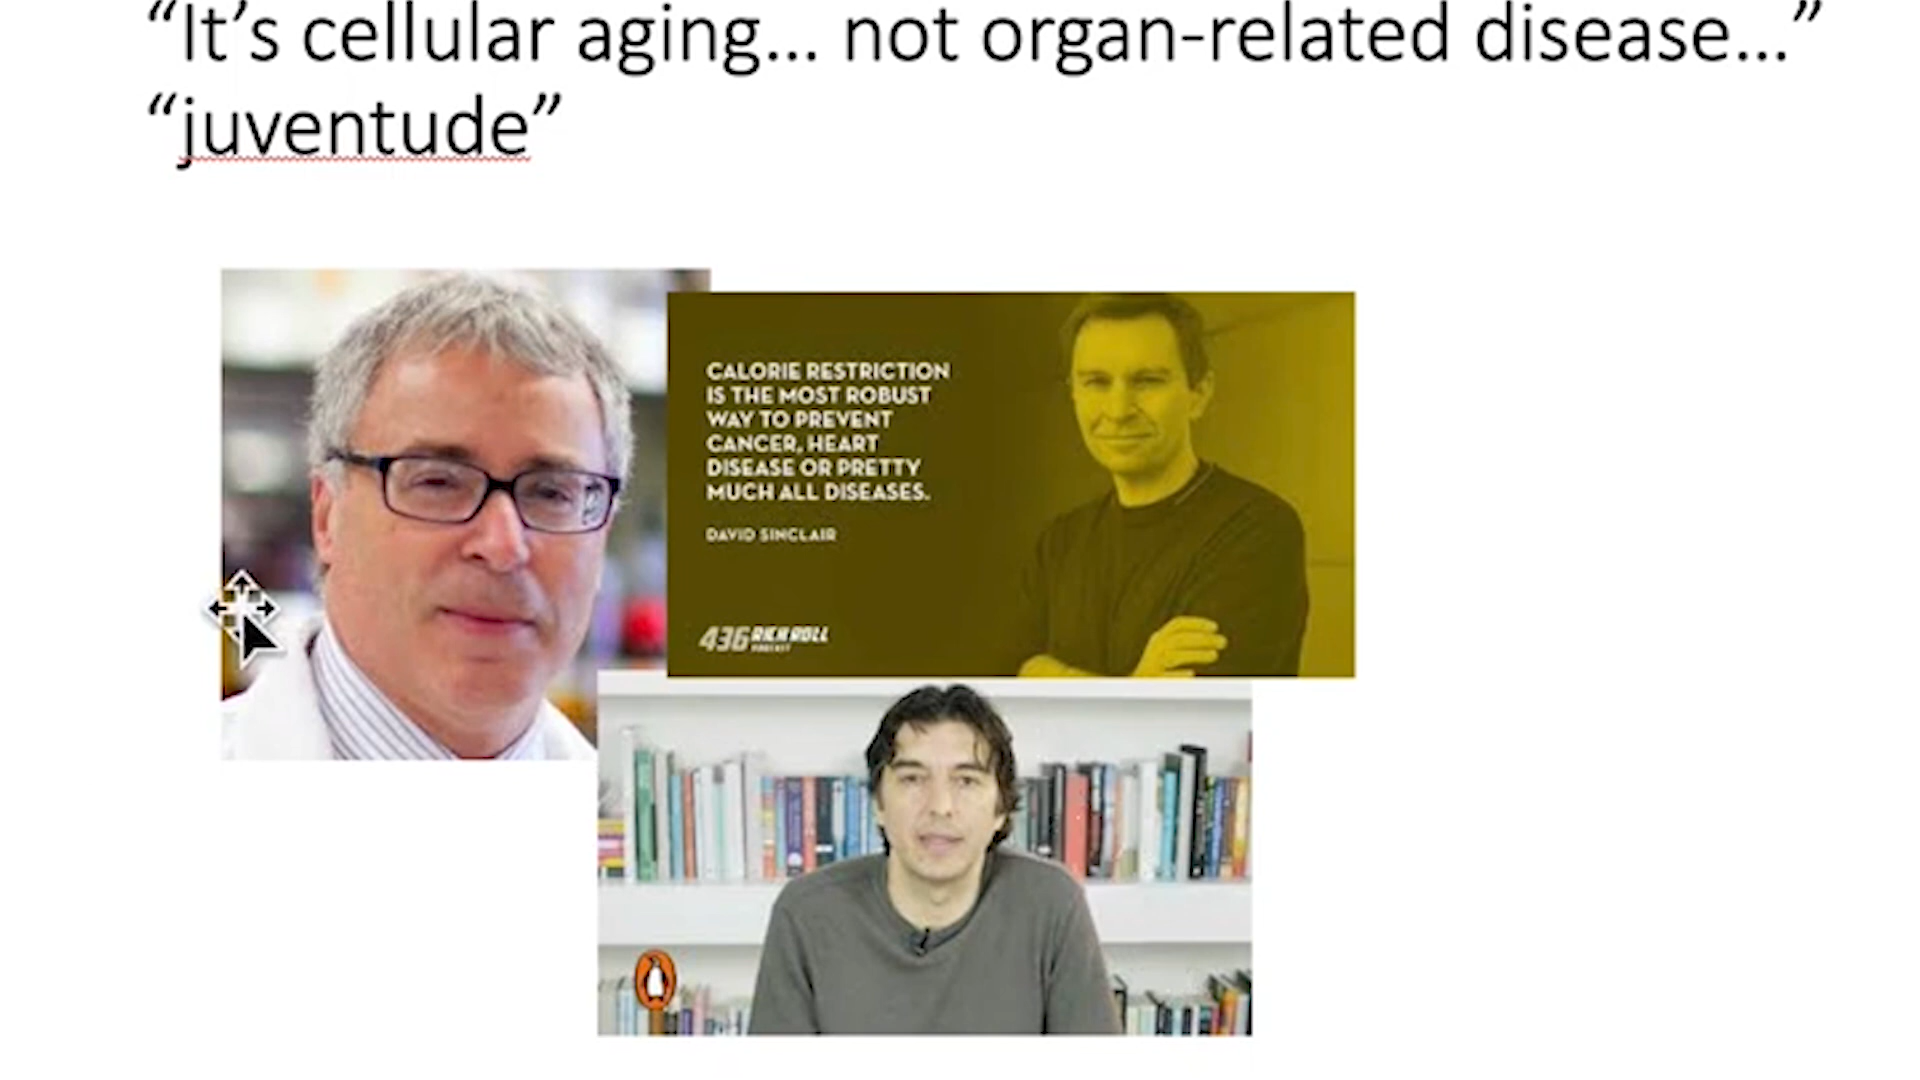 “It’s cellular aging... not organ-related disease...”
“juventude”
CALORIE RESTRICTION
IS THE MOST ROBUST
WAY TO PREVENT
CANCER, HEART
DISEASE OR PRETTY
MUCH ALL DISEASES.
DAVID SINCLAIR
436 RICH ROLL
PODCAST